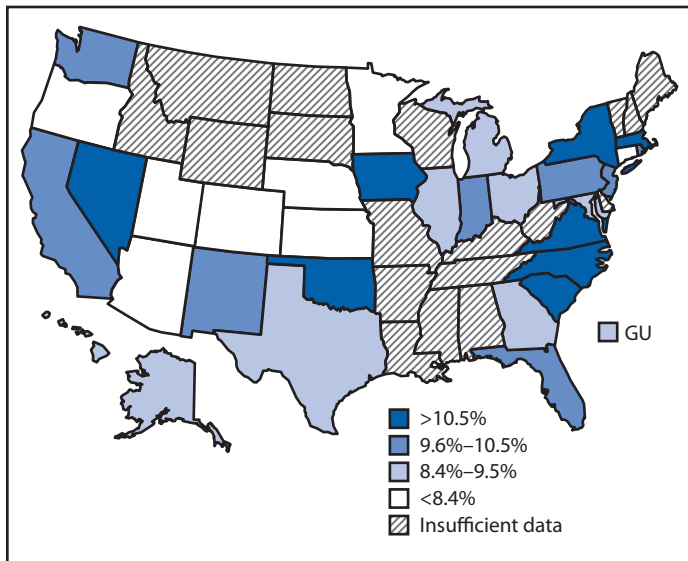 GU
>10.5%
9.6%–10.5%
8.4%–9.5%
<8.4%
Insufficient data